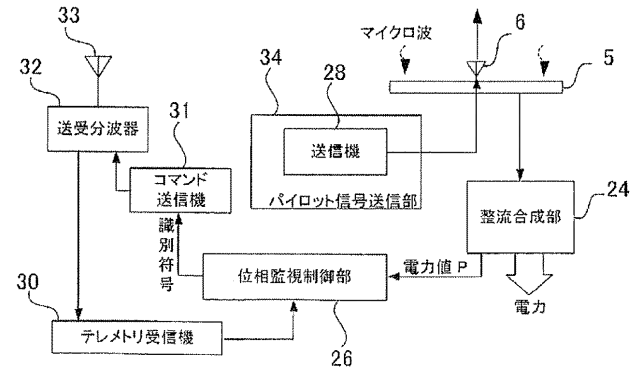 33
32
送受分波器
31
コマンド
送信機
識別符号
30
テレメトリ受信機
34
28
送信機
パイロット信号送信部
マイクロ波
6
5
整流合成部
24
電力値 P
電力
位相監視制御部
26